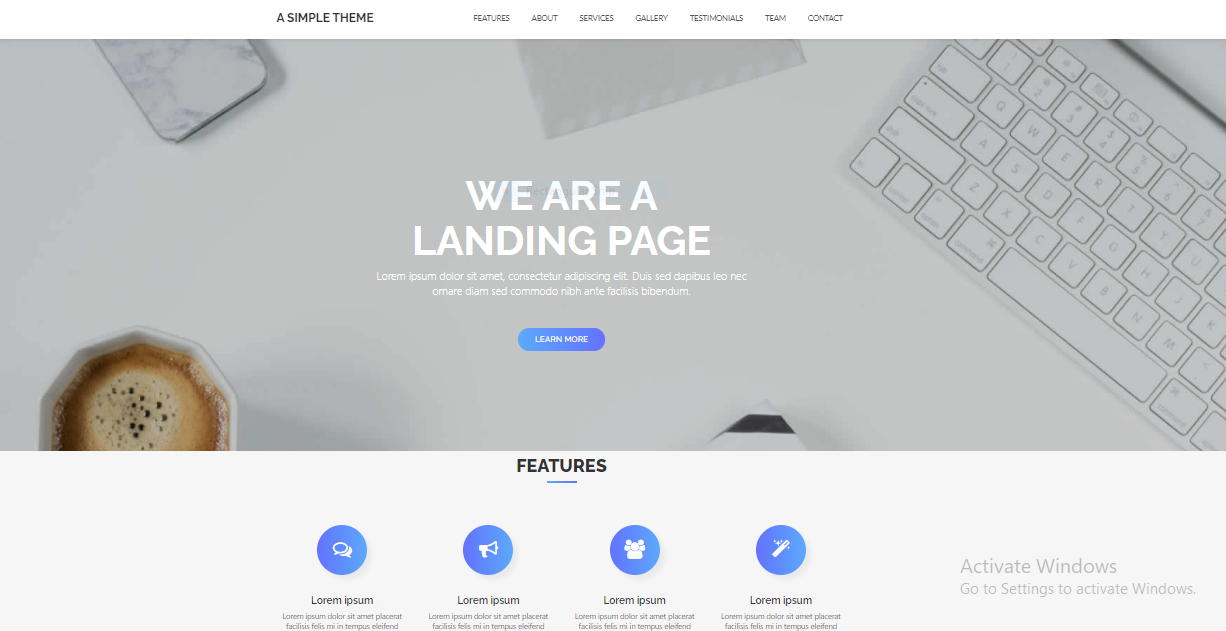 A SIMPLE THEME
FEATURES ABOUT SERVICES GALLERY TESTIMONIALS TEAM CONTACT
WE ARE A
LANDING PAGE
Lorem ipsum dolor sit amet, consectetur adipiscing elit. Duis sed dapibus leo nec
ornare diam sed commodo nibh ante facilisis bibendum.
LEARN MORE
FEATURES
Lorem ipsum Lorem ipsum Lorem ipsum Lorem ipsum
Lorem ipsum dolor sit amet placerat Lorem ipsum dolor sit amet placerat Lorem ipsum dolor sit amet placerat Lorem ipsum dolor sit amet placerat
facilisis felis mi in tempus eleifend facilisis felis mi in tempus eleifend facilisis felis mi in tempus eleifend facilisis felis mi in tempus eleifend
Activate Windows
Go to Settings to activate Windows.